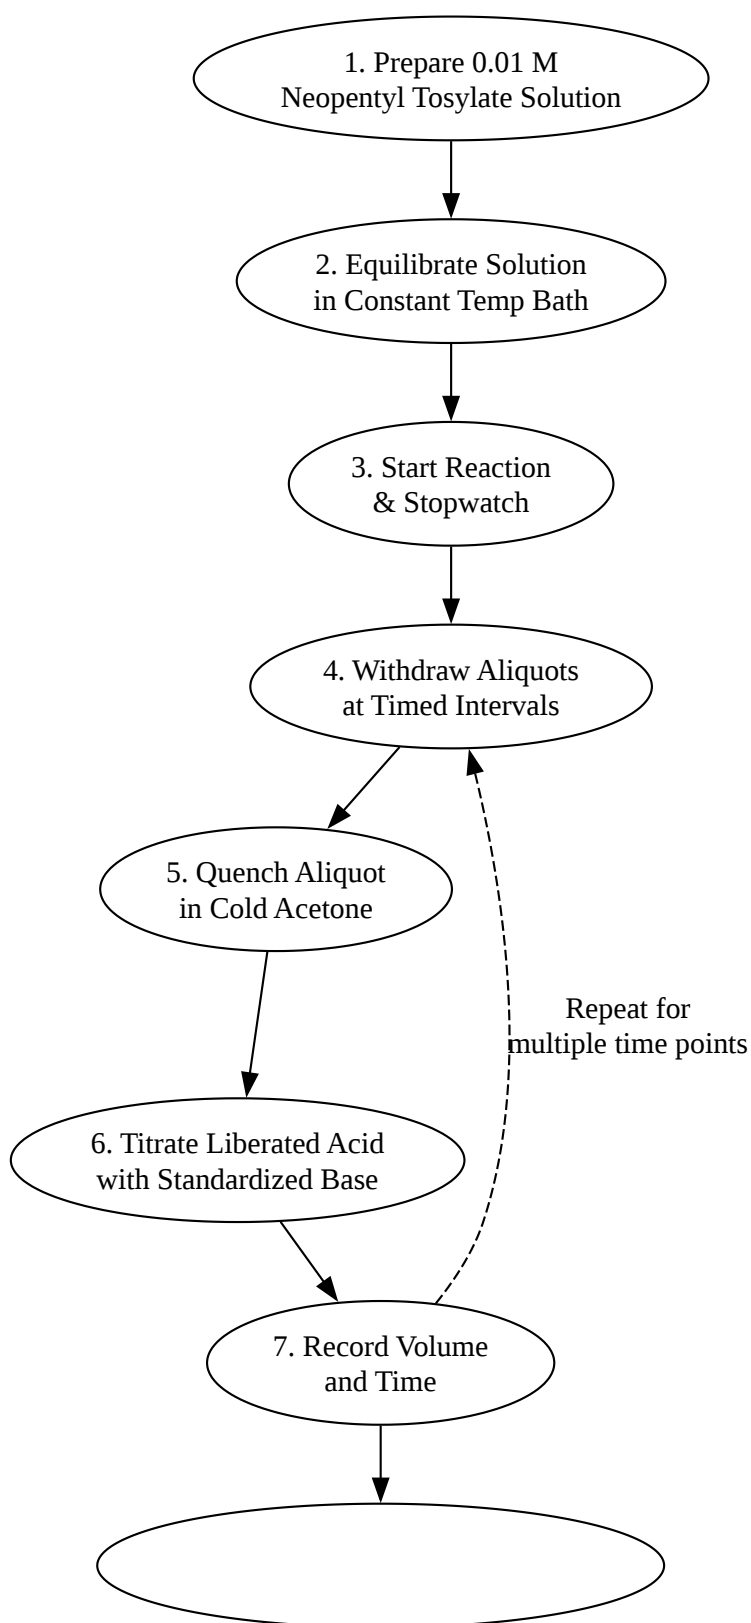 1. Prepare 0.01 M
Neopentyl Tosylate Solution
2. Equilibrate Solution
in Constant Temp Bath
3. Start Reaction
& Stopwatch
4. Withdraw Aliquots
at Timed Intervals
5. Quench Aliquot
in Cold Acetone
Repeat for
multiple time points
6. Titrate Liberated Acid
with Standardized Base
7. Record Volume
and Time